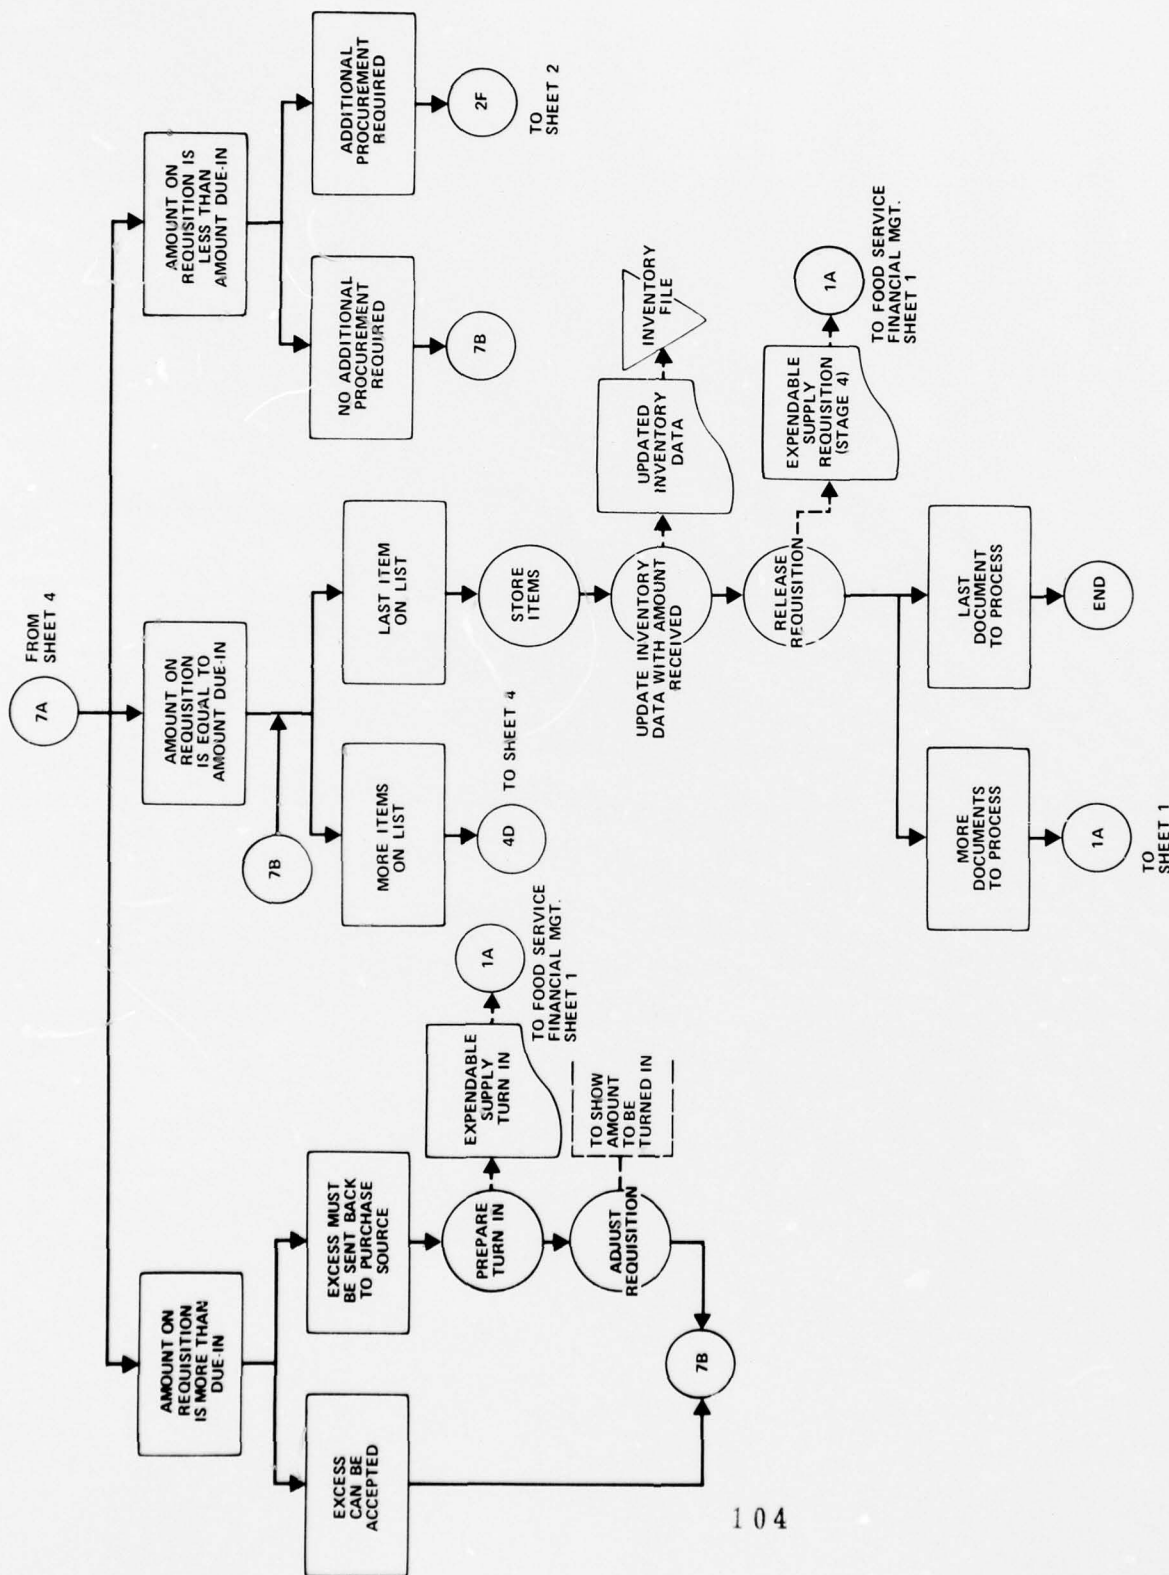 7A
FROM
SHEET 4
AMOUNT ON
REQUISITION
IS MORE THAN
DUE-IN
AMOUNT ON
REQUISITION
IS EQUAL TO
AMOUNT DUE-IN
AMOUNT ON
REQUISITION IS
LESS THAN
AMOUNT DUE-IN
EXCESS
CAN BE
ACCEPTED
EXCESS MUST
BE SENT BACK
TO PURCHASE
SOURCE
7B
MORE ITEMS
ON LIST
LAST ITEM
ON LIST
NO ADDITIONAL
PROCUREMENT
REQUIRED
ADDITIONAL
PROCUREMENT
REQUIRED
PREPARE
TURN IN
EXPENDABLE
SUPPLY
TURN IN
1A
TO FOOD SERVICE
FINANCIAL MGT.
SHEET 1
4D
TO SHEET 4
STORE
ITEMS
7B
2F
TO
SHEET 2
ADJUST
REQUISITION
TO SHOW
AMOUNT
TO BE
TURNED IN
7B
UPDATE INVENTORY
DATA WITH AMOUNT
RECEIVED
UPDATED
INVENTORY
DATA
INVENTORY
FILE
RELEASE
REQUISITION
EXPENDABLE
SUPPLY
REQUISITION
(STAGE 4)
1A
TO FOOD SERVICE
FINANCIAL MGT.
SHEET 1
MORE
DOCUMENTS
TO PROCESS
LAST
DOCUMENT
TO PROCESS
1A
TO
SHEET 1
END
104